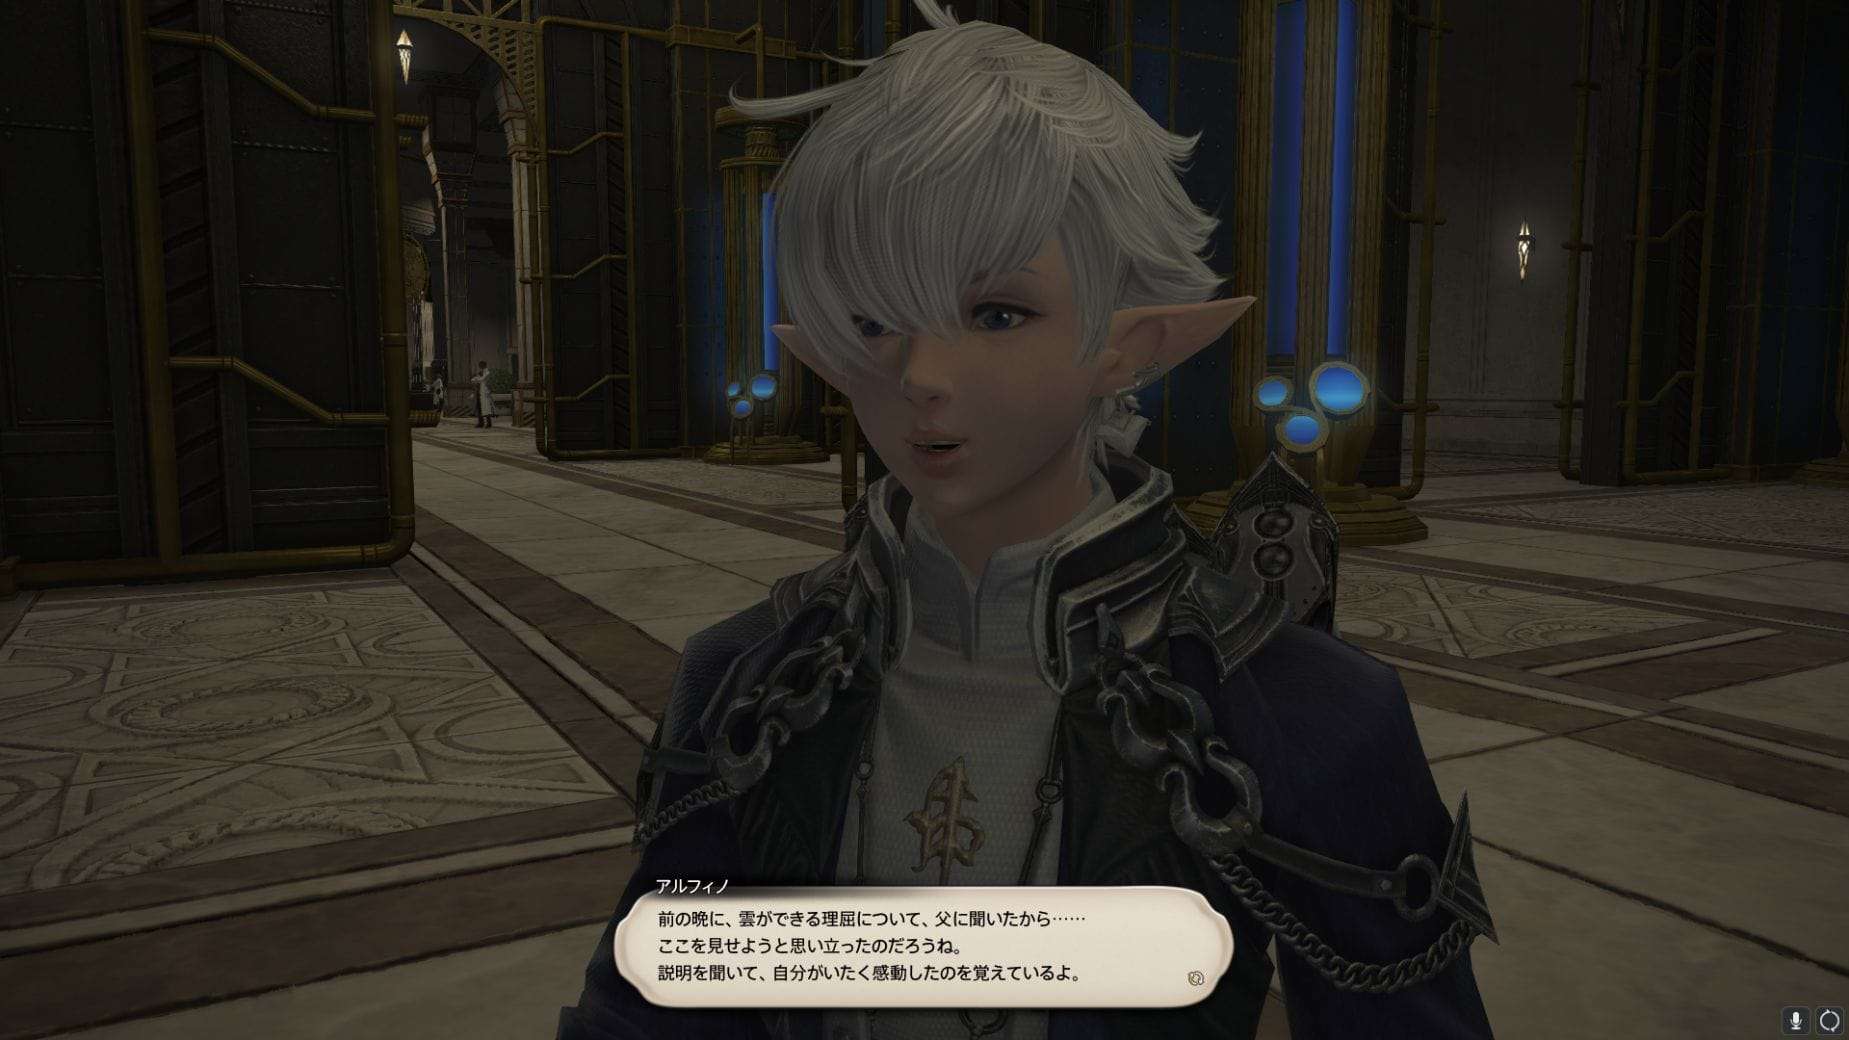 アルフィノ
前の晩に、雲ができる理屈について、父に聞いたから……
ここを見せようと思い立ったのだろうね。
説明を聞いて、自分がいたく感動したのを覚えているよ。